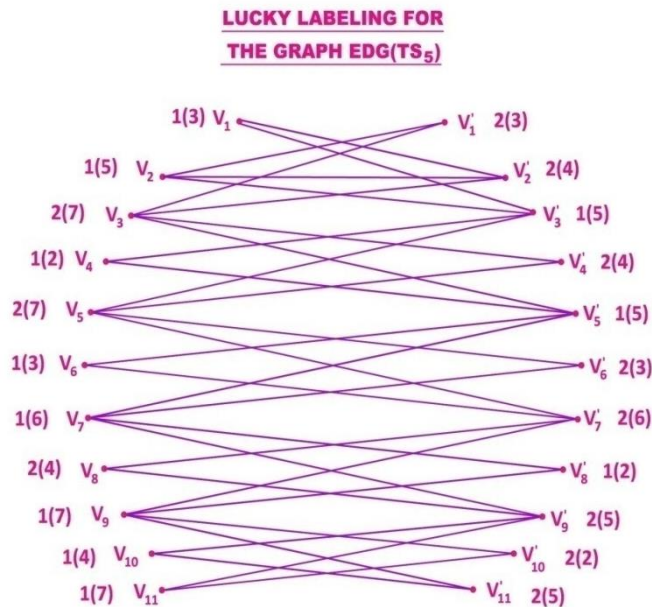 LUCKY LABELING FOR
THE GRAPH EDG(TS₅)
1(3) V₁ V'₁ 2(3)
1(5) V₂ V'₂ 2(4)
2(7) V₃ V'₃ 1(5)
1(2) V₄ V'₄ 2(4)
2(7) V₅ V'₅ 1(5)
1(3) V₆ V'₆ 2(3)
1(6) V₇ V'₇ 2(6)
2(4) V₈ V'₈ 1(2)
1(7) V₉ V'₉ 2(5)
1(4) V₁₀ V'₁₀ 2(2)
1(7) V₁₁ V'₁₁ 2(5)